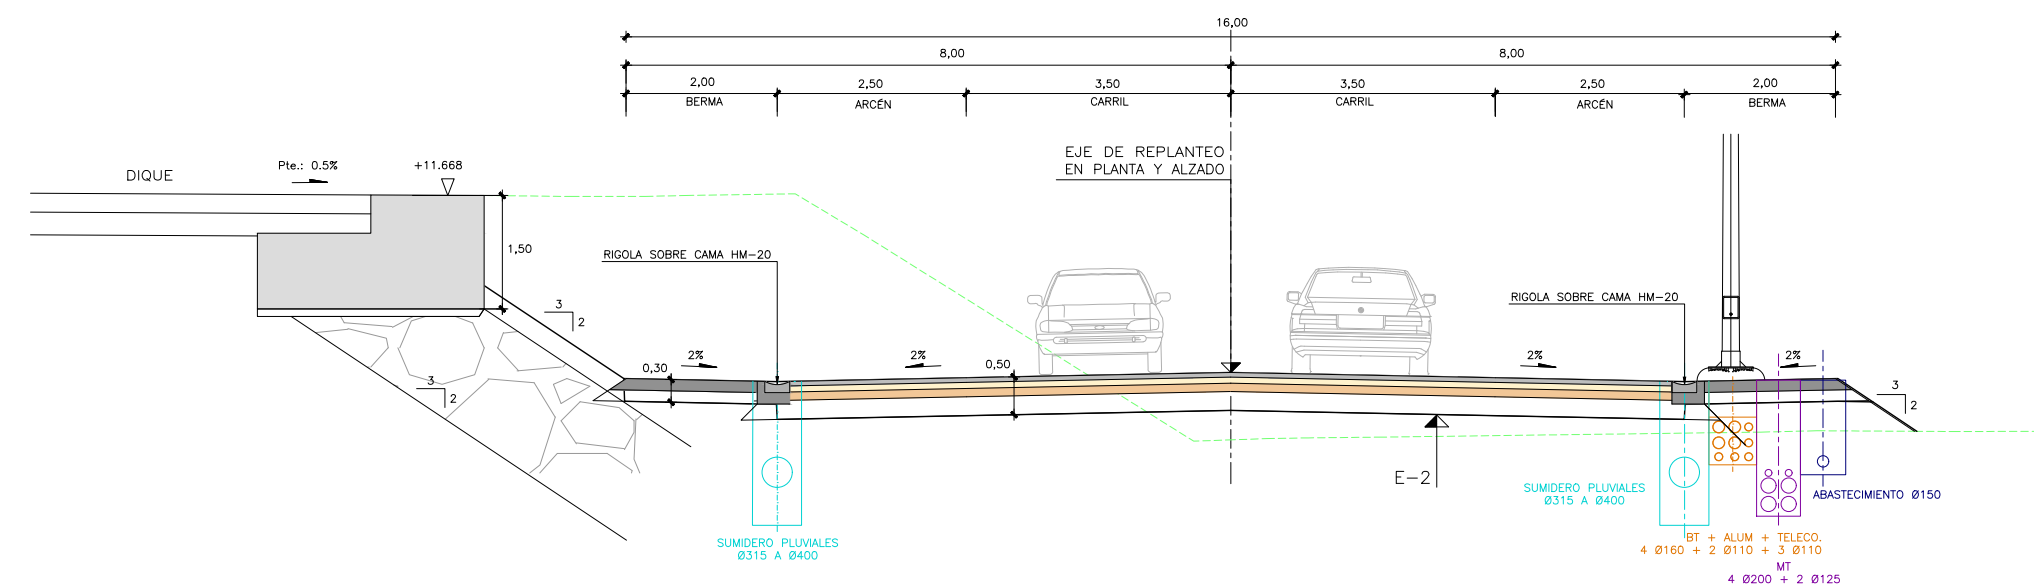 16,00
8,00
8,00
2,00
2,50
3,50
3,50
2,50
2,00
BERMA
ARCÉN
CARRIL
CARRIL
ARCÉN
BERMA
EJE DE REPLANTEO
EN PLANTA Y ALZADO
DIQUE
Pte.: 0.5%
+11.668
1,50
RIGOLA SOBRE CAMA HM-20
RIGOLA SOBRE CAMA HM-20
3
2
3
2
0,30
2%
2%
0,50
2%
2%
3
2
E-2
SUMIDERO PLUVIALES
Ø315 A Ø400
SUMIDERO PLUVIALES
Ø315 A Ø400
ABASTECIMIENTO Ø150
BT + ALUM + TELECO.
4 Ø160 + 2 Ø110 + 3 Ø110
MT
4 Ø200 + 2 Ø125